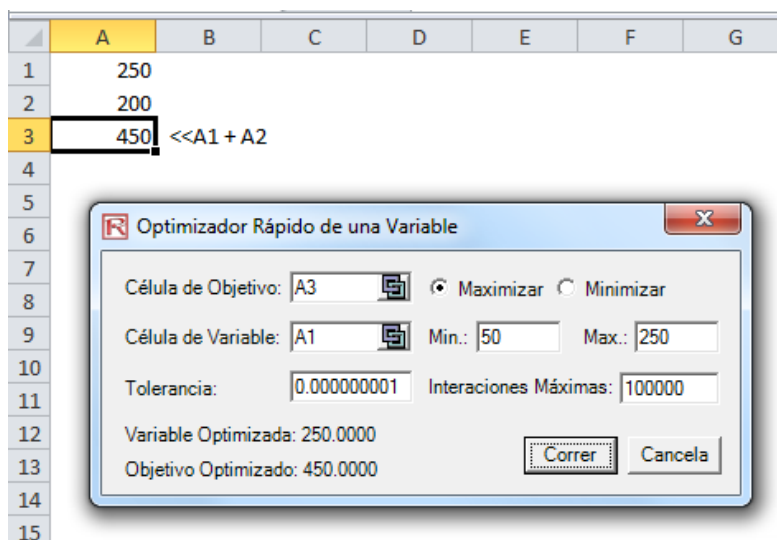 A B C D E F G
1 250
2 200
3 450 <<A1 + A2
4
5
6
7
8
9
10
11
12
13
14
15
R Optimizador Rápido de una Variable
Célula de Objetivo: A3 Maximizar Minimizar
Célula de Variable: A1 Min.: 50 Max.: 250
Tolerancia: 0.000000001 Interaciones Máximas: 100000
Variable Optimizada: 250.0000
Objetivo Optimizado: 450.0000
Correr Cancela